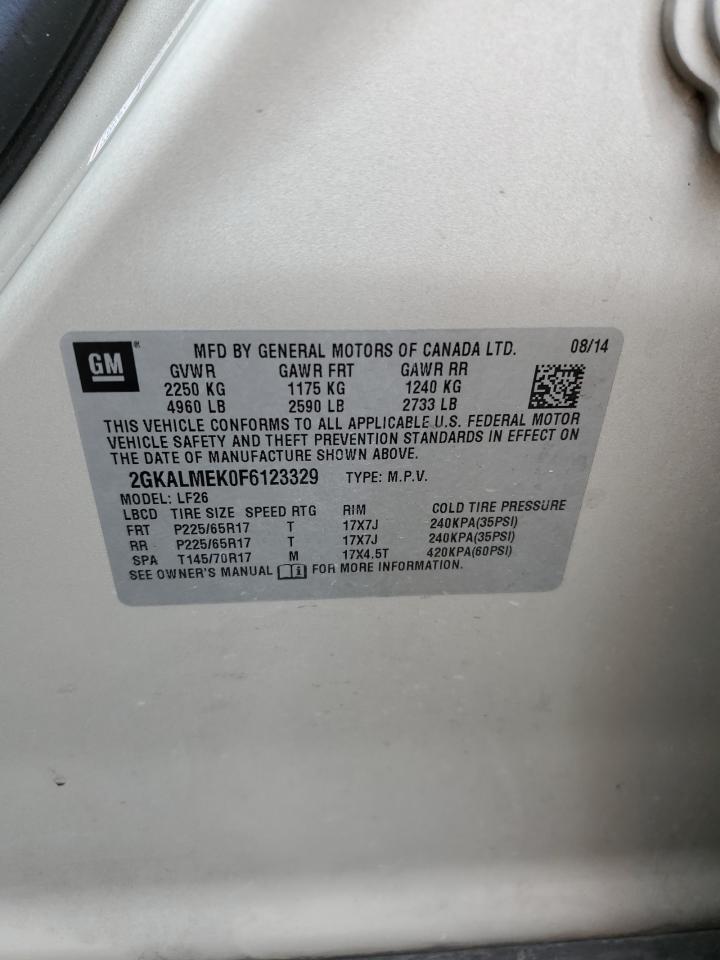 GM ® MFD BY GENERAL MOTORS OF CANADA LTD. 08/14
GVWR GAWR FRT GAWR RR
2250 KG 1175 KG 1240 KG
4960 LB 2590 LB 2733 LB
THIS VEHICLE CONFORMS TO ALL APPLICABLE U.S. FEDERAL MOTOR
VEHICLE SAFETY AND THEFT PREVENTION STANDARDS IN EFFECT ON
THE DATE OF MANUFACTURE SHOWN ABOVE.
2GKALMEK0F6123329 TYPE: M.P.V.
MODEL: LF26
LBCD TIRE SIZE SPEED RTG RIM COLD TIRE PRESSURE
FRT P225/65R17 T 17X7J 240KPA(35PSI)
RR P225/65R17 T 17X7J 240KPA(35PSI)
SPA T145/70R17 M 17X4.5T 420KPA(60PSI)
SEE OWNER'S MANUAL i FOR MORE INFORMATION.